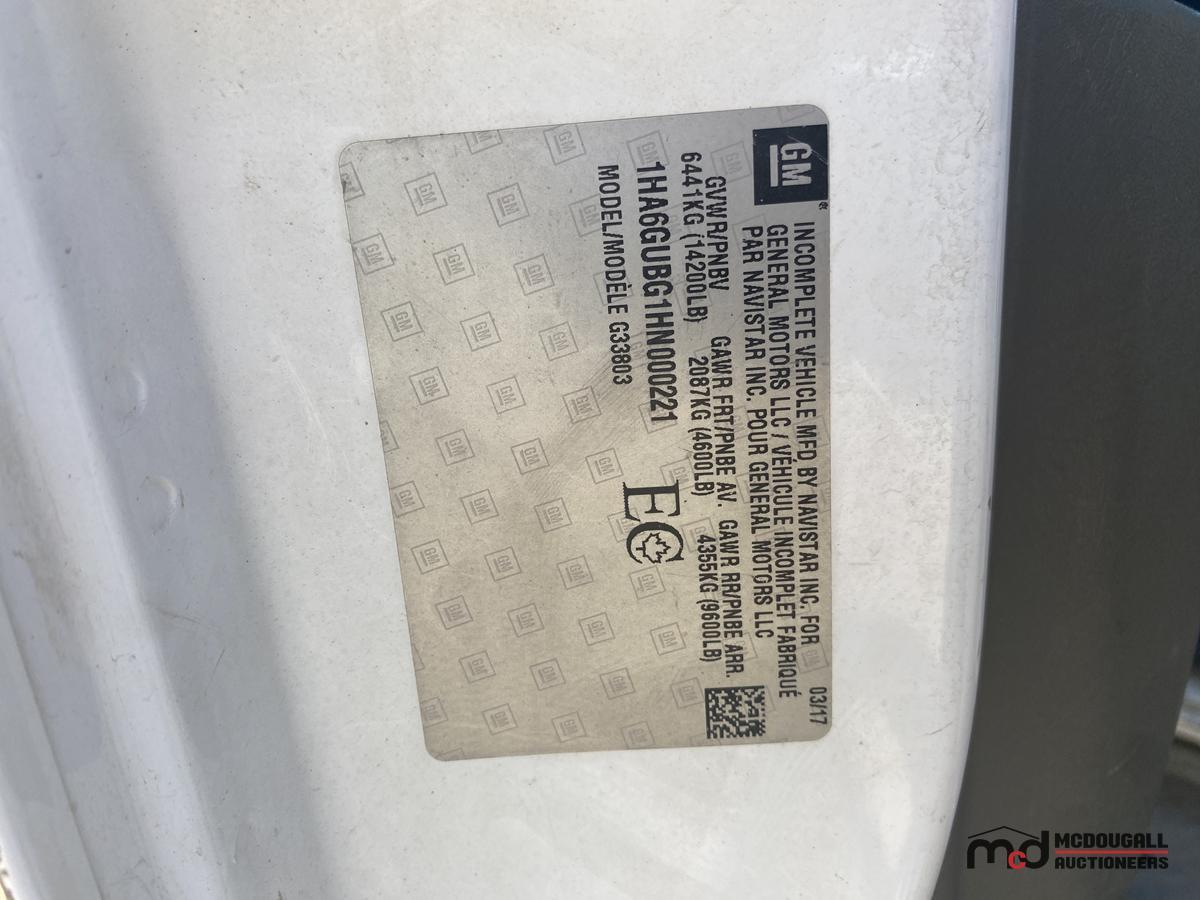 GM
INCOMPLETE VEHICLE MFD BY NAVISTAR INC. FOR 03/17
GENERAL MOTORS LLC / VÉHICULE INCOMPLET FABRIQUÉ
PAR NAVISTAR INC. POUR GENERAL MOTORS LLC
GVWR/PNBV GAWR FRT/PNBE AV. GAWR RR/PNBE ARR.
6441KG (14200LB) 2087KG (4600LB) 4355KG (9600LB)
1HA6GUBG1HN000221 EC
MODEL/MODÈLE G33803
mcd MCDOUGALL
AUCTIONEERS